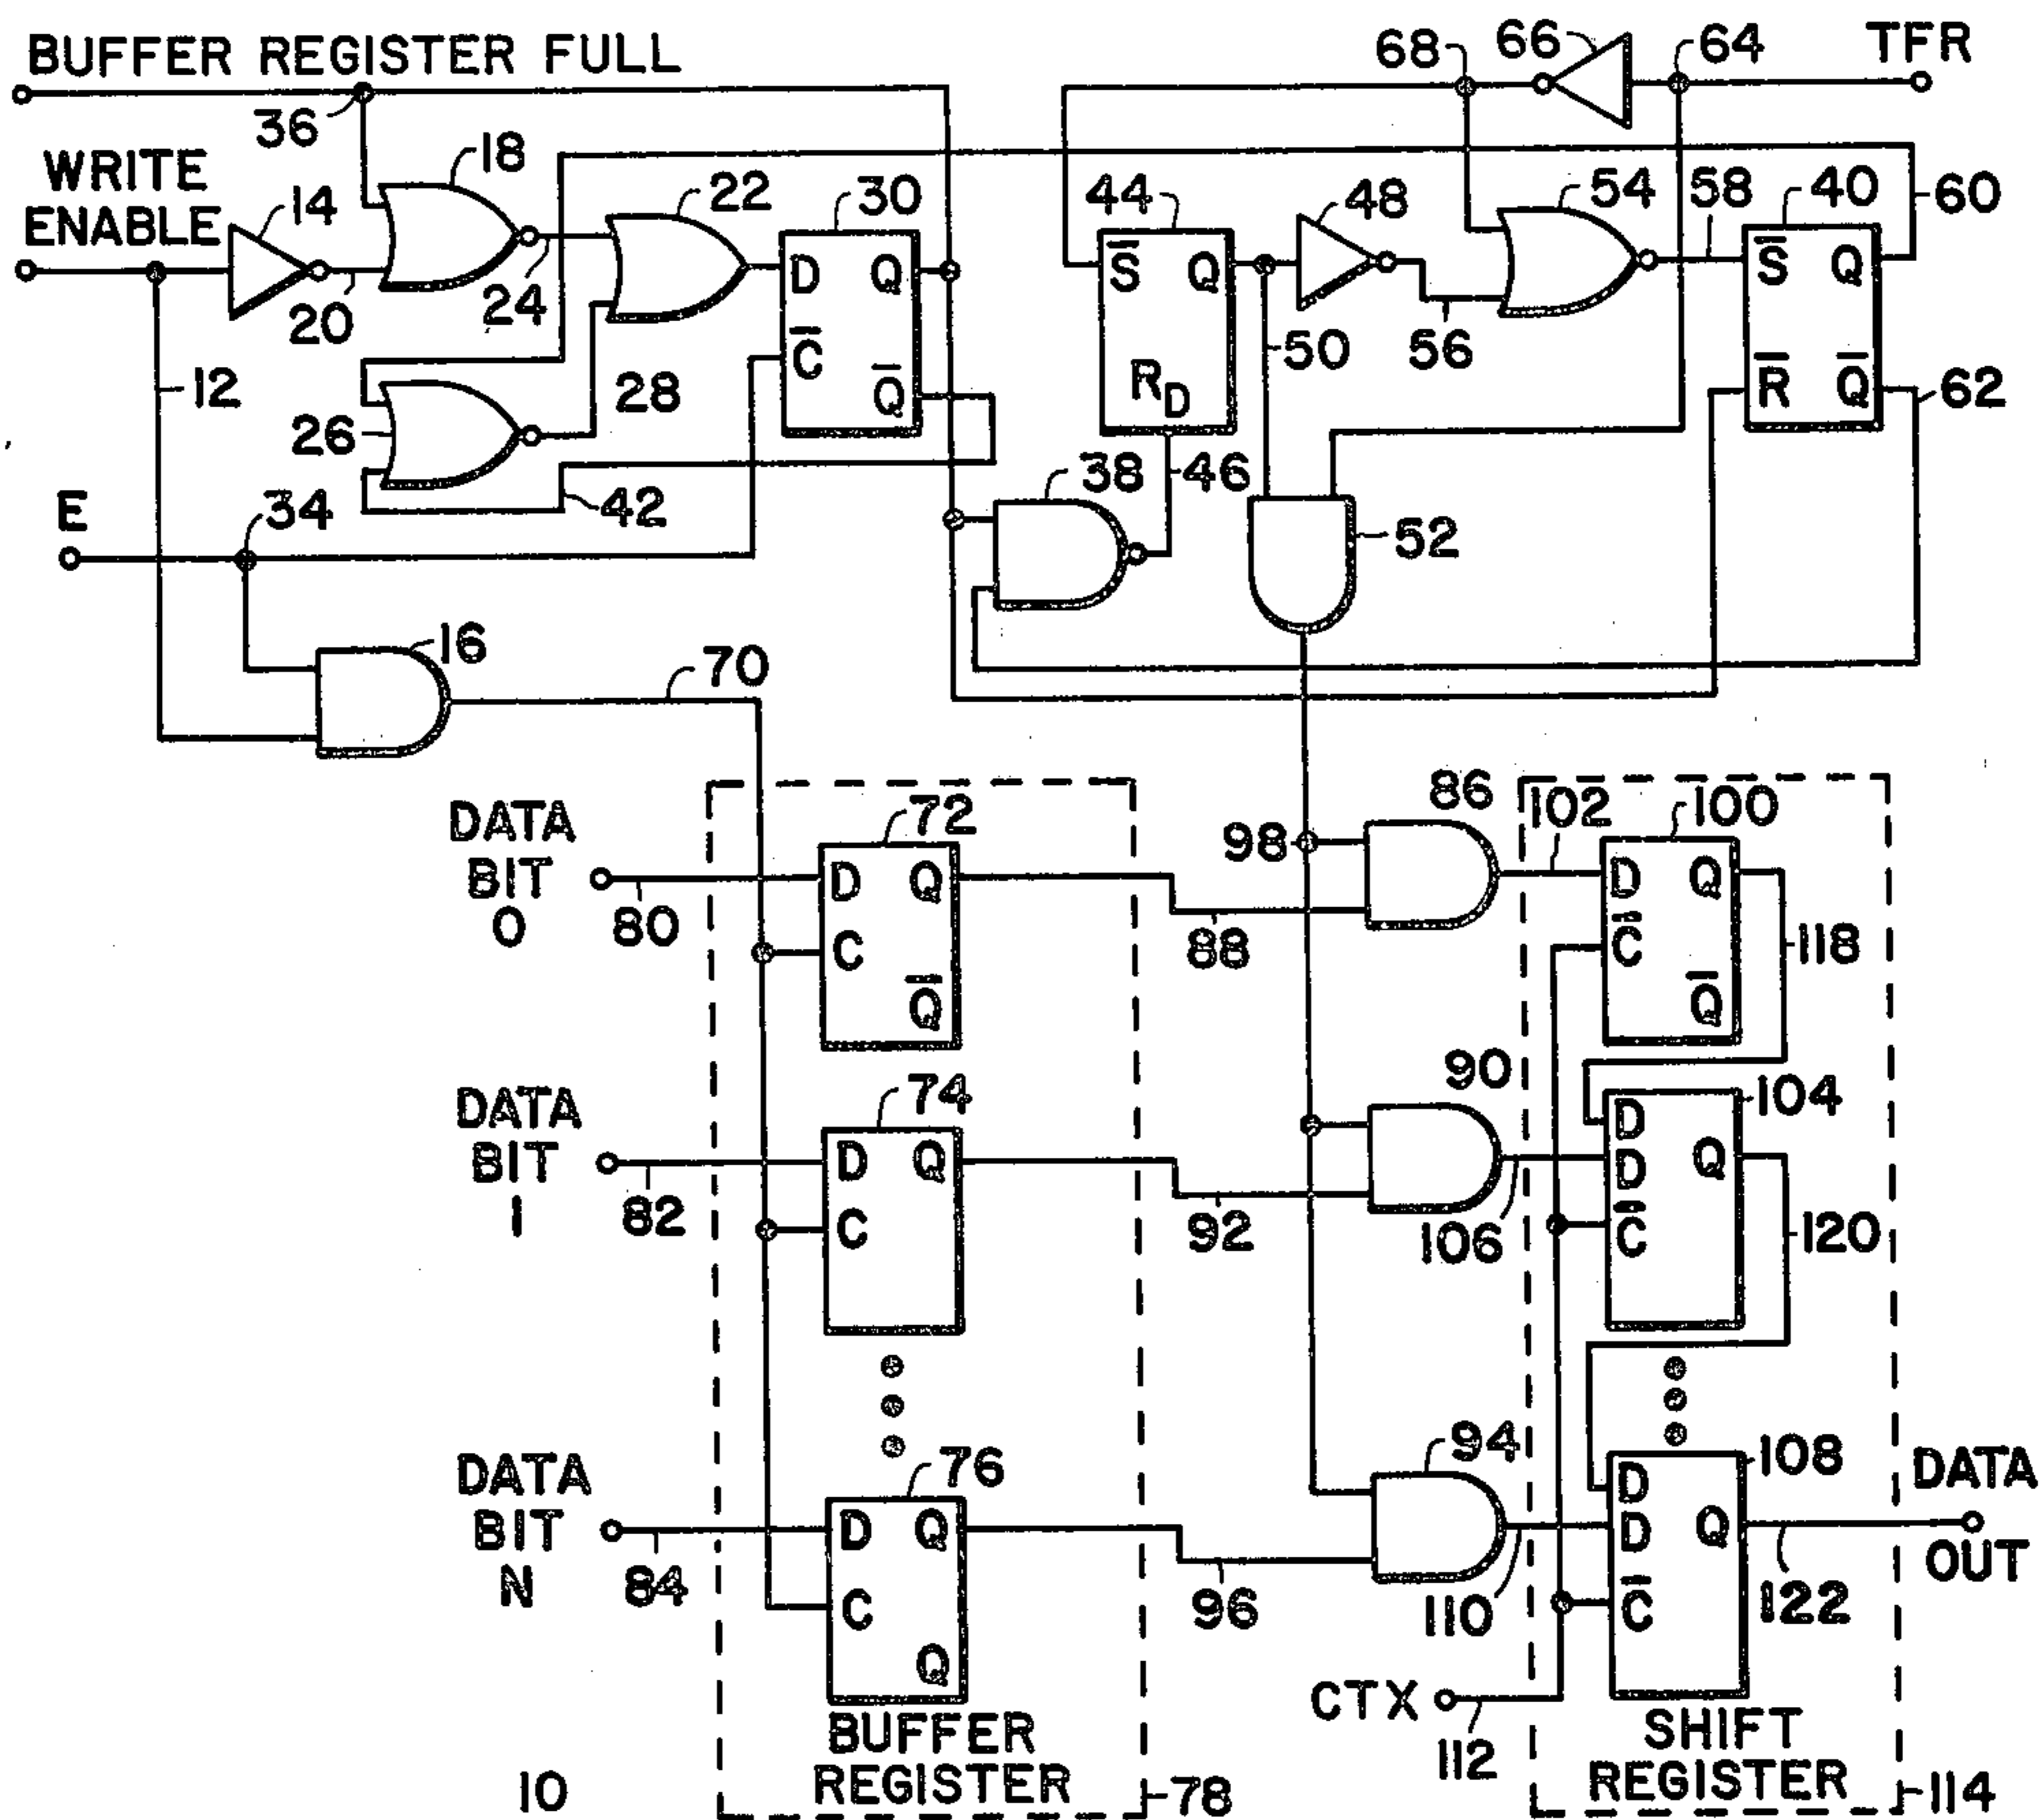 BUFFER REGISTER FULL
68
66
64
TFR
36
WRITE
ENABLE
14
18
22
30
44
48
54
58
40
60
20
24
D
Q
C̅
Q̅
S̅
Q
R
D
50
56
S̅
Q
R̅
Q̅
62
12
26
28
42
E
34
38
46
52
16
70
DATA
BIT
0
80
72
D
Q
C
Q̅
88
98
86
102
100
D
Q
C̅
Q̅
118
DATA
BIT
1
82
74
D
Q
C
92
90
106
104
D
D
Q
C̅
120
DATA
BIT
N
84
76
D
Q
C
Q
96
94
110
108
D
D
Q
C̅
122
DATA
OUT
CTX
112
BUFFER
REGISTER
78
SHIFT
REGISTER
114
10